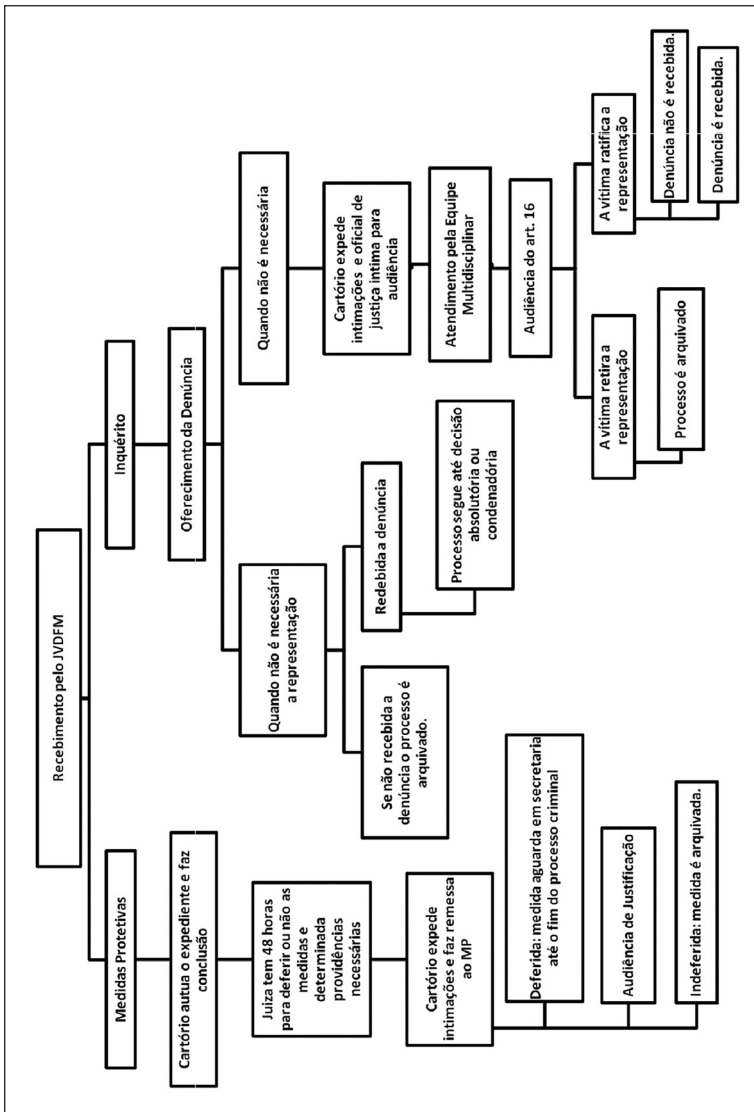 Recebimento pelo JVDFM
Medidas Protetivas
Cartório autua o expediente e faz
conclusão
Juiza tem 48 horas
para deferir ou não as
medidas e
determinada
providências
necessárias
Cartório expede
intimações e faz remessa
ao MP
Deferida: medida aguarda em secretaria
até o fim do processo criminal
Audiência de Justificação
Indeferida: medida é arquivada.
Inquérito
Oferecimento da Denúncia
Quando não é necessária
a representação
Se não recebida a
denúncia o processo é
arquivado.
Redebida a denúncia
Processo segue até decisão
absolutória ou
condenadória
Quando não é necessária
Cartório expede
intimações e oficial de
justiça intima para
audiência
Atendimento pela Equipe
Multidisciplinar
Audiência do art. 16
A vítima retira a
representação
Processo é arquivado
A vítima ratifica a
representação
Denúncia não é recebida.
Denúncia é recebida.